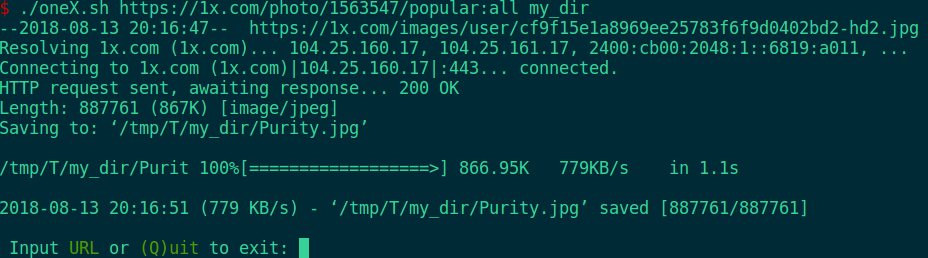 $ ./oneX.sh https://1x.com/photo/1563547/popular:all my_dir
--2018-08-13 20:16:47--  https://1x.com/images/user/cf9f15e1a8969ee25783f6f9d0402bd2-hd2.jpg
Resolving 1x.com (1x.com)... 104.25.160.17, 104.25.161.17, 2400:cb00:2048:1::6819:a011, ...
Connecting to 1x.com (1x.com)|104.25.160.17|:443... connected.
HTTP request sent, awaiting response... 200 OK
Length: 887761 (867K) [image/jpeg]
Saving to: ‘/tmp/T/my_dir/Purity.jpg’
/tmp/T/my_dir/Purit 100%[==================>] 866.95K   779KB/s    in 1.1s
2018-08-13 20:16:51 (779 KB/s) - ‘/tmp/T/my_dir/Purity.jpg’ saved [887761/887761]
Input URL or (Q)uit to exit: